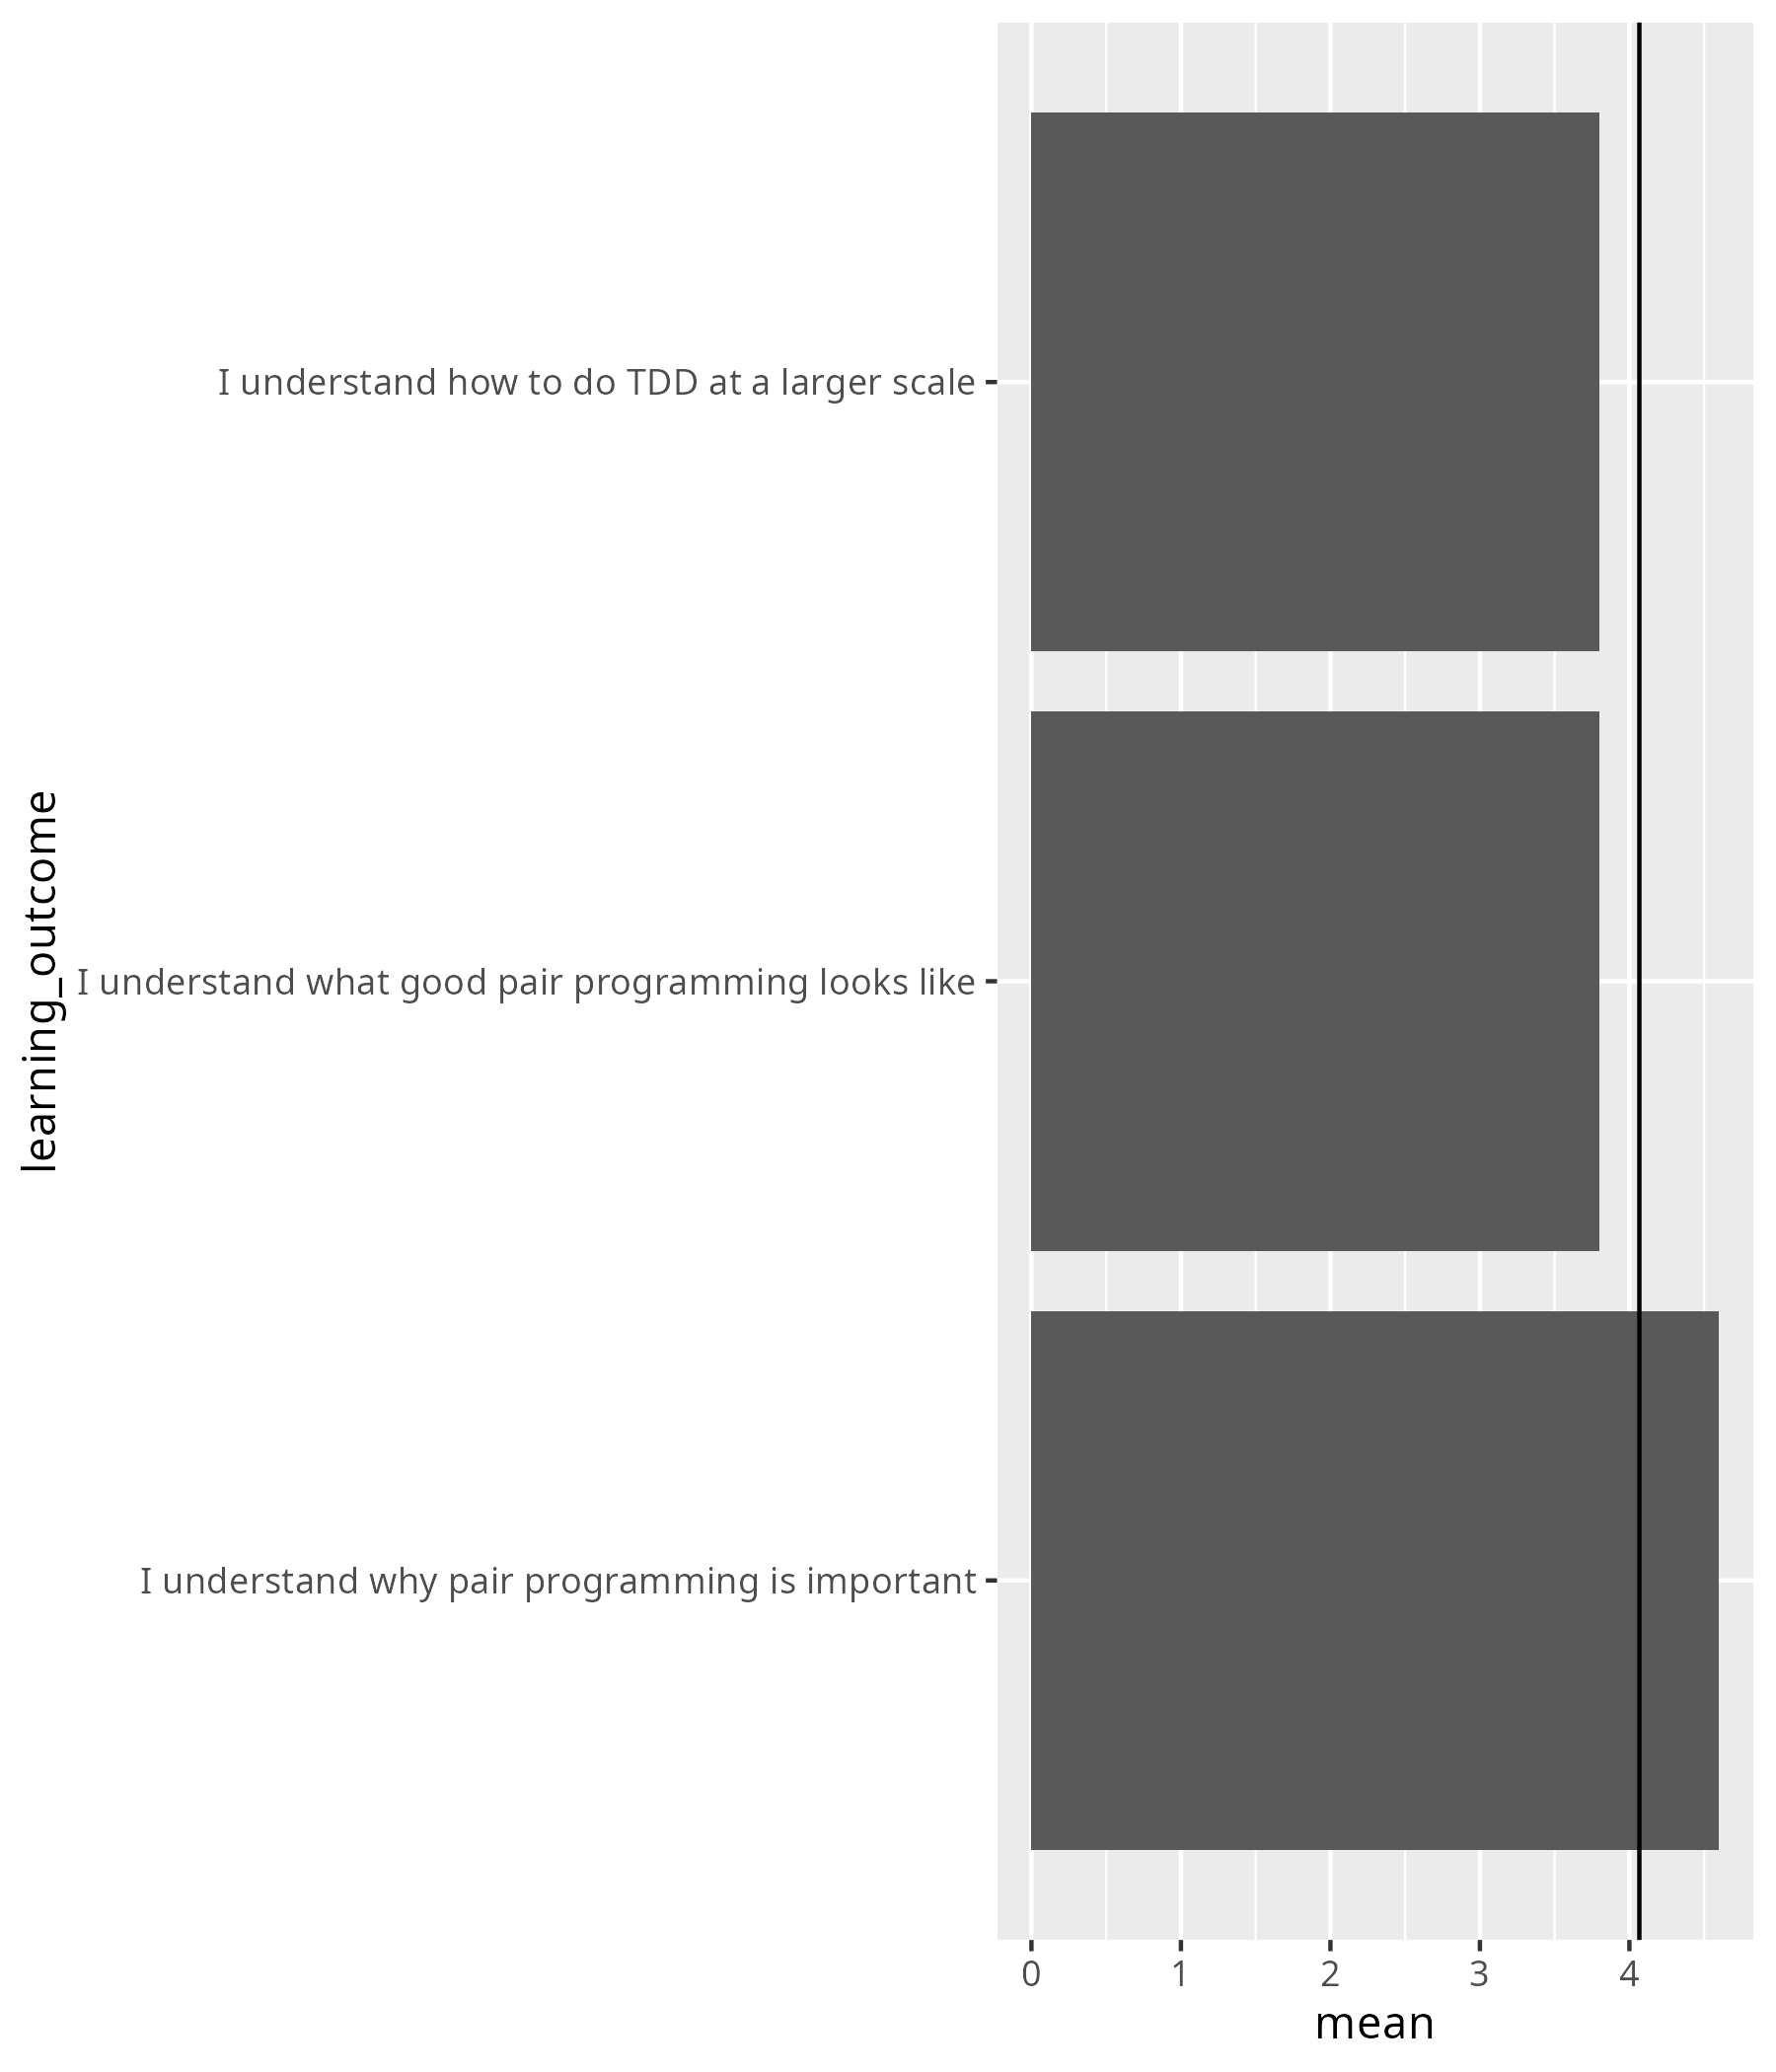 learning_outcome
I understand how to do TDD at a larger scale
I understand what good pair programming looks like
I understand why pair programming is important
0 1 2 3 4
mean